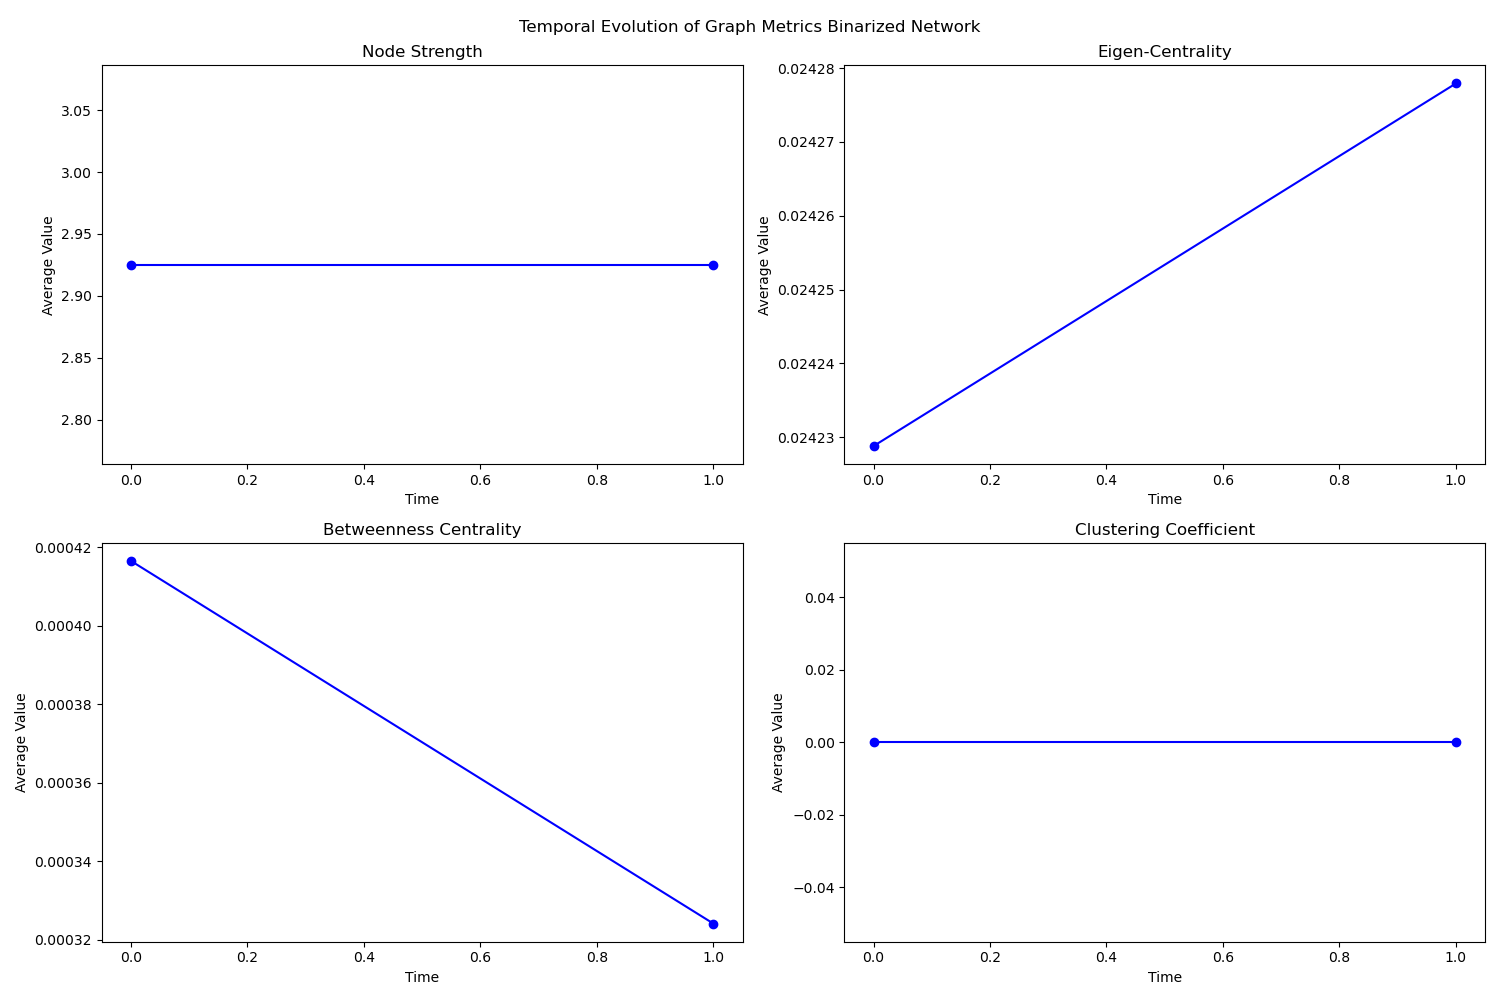 Temporal Evolution of Graph Metrics Binarized Network
Node Strength
3.05
3.00
2.95
2.90
2.85
2.80
Average Value
0.0 0.2 0.4 0.6 0.8 1.0
Time
Eigen-Centrality
0.02428
0.02427
0.02426
0.02425
0.02424
0.02423
Average Value
0.0 0.2 0.4 0.6 0.8 1.0
Time
Betweenness Centrality
0.00042
0.00040
0.00038
0.00036
0.00034
0.00032
Average Value
0.0 0.2 0.4 0.6 0.8 1.0
Time
Clustering Coefficient
0.04
0.02
0.00
−0.02
−0.04
Average Value
0.0 0.2 0.4 0.6 0.8 1.0
Time